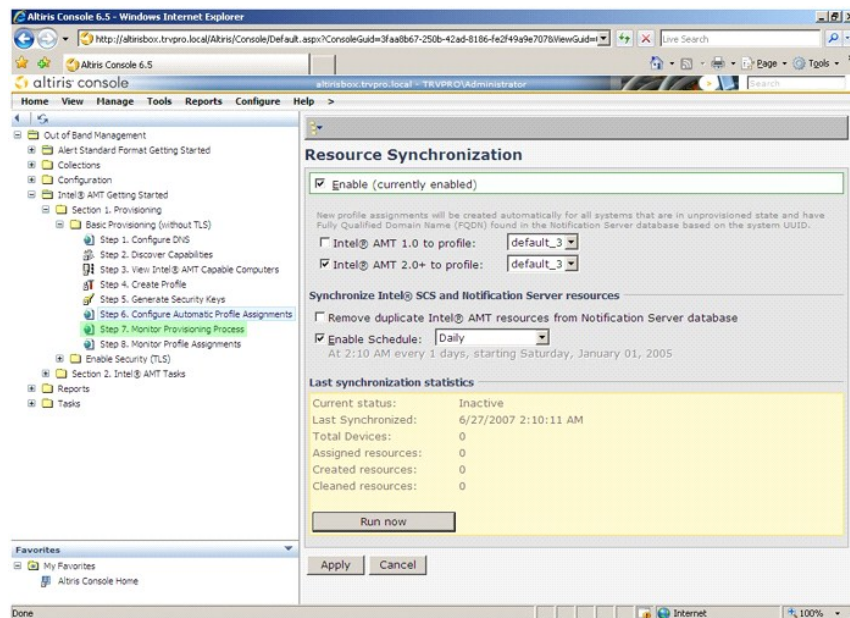 Altiris Console 6.5 - Windows Internet Explorer
http://altirisbox.trvpro.local/Altiris/Console/Default.aspx?ConsoleGuid=3faa8b67-250b-42ad-8186-fe2f49a9e707&ViewGuid=
Live Search
Altiris Console 6.5
Page
Tools
altiris console
altirisbox.trvpro.local - TRVPRO\Administrator
Search
Home View Manage Tools Reports Configure Help >
Out of Band Management
Alert Standard Format Getting Started
Collections
Configuration
Intel® AMT Getting Started
Section 1. Provisioning
Basic Provisioning (without TLS)
Step 1. Configure DNS
Step 2. Discover Capabilities
Step 3. View Intel® AMT Capable Computers
Step 4. Create Profile
Step 5. Generate Security Keys
Step 6. Configure Automatic Profile Assignments
Step 7. Monitor Provisioning Process
Step 8. Monitor Profile Assignments
Enable Security (TLS)
Section 2. Intel® AMT Tasks
Reports
Tasks
Favorites
My Favorites
Altiris Console Home
Resource Synchronization
Enable (currently enabled)
New profile assignments will be created automatically for all systems that are in unprovisioned state and have
Fully Qualified Domain Name (FQDN) found in the Notification Server database based on the system UUID.
Intel® AMT 1.0 to profile: default_3
Intel® AMT 2.0+ to profile: default_3
Synchronize Intel® SCS and Notification Server resources
Remove duplicate Intel® AMT resources from Notification Server database
Enable Schedule: Daily
At 2:10 AM every 1 days, starting Saturday, January 01, 2005
Last synchronization statistics
Current status: Inactive
Last Synchronized: 6/27/2007 2:10:11 AM
Total Devices: 0
Assigned resources: 0
Created resources: 0
Cleaned resources: 0
Run now
Apply Cancel
Done
Internet
100%